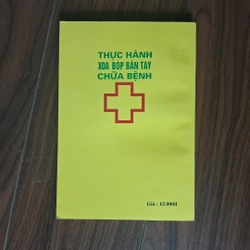 THỰC HÀNH
XOA BÓP BÀN TAY
CHỮA BỆNH
Giá : 15.000đ